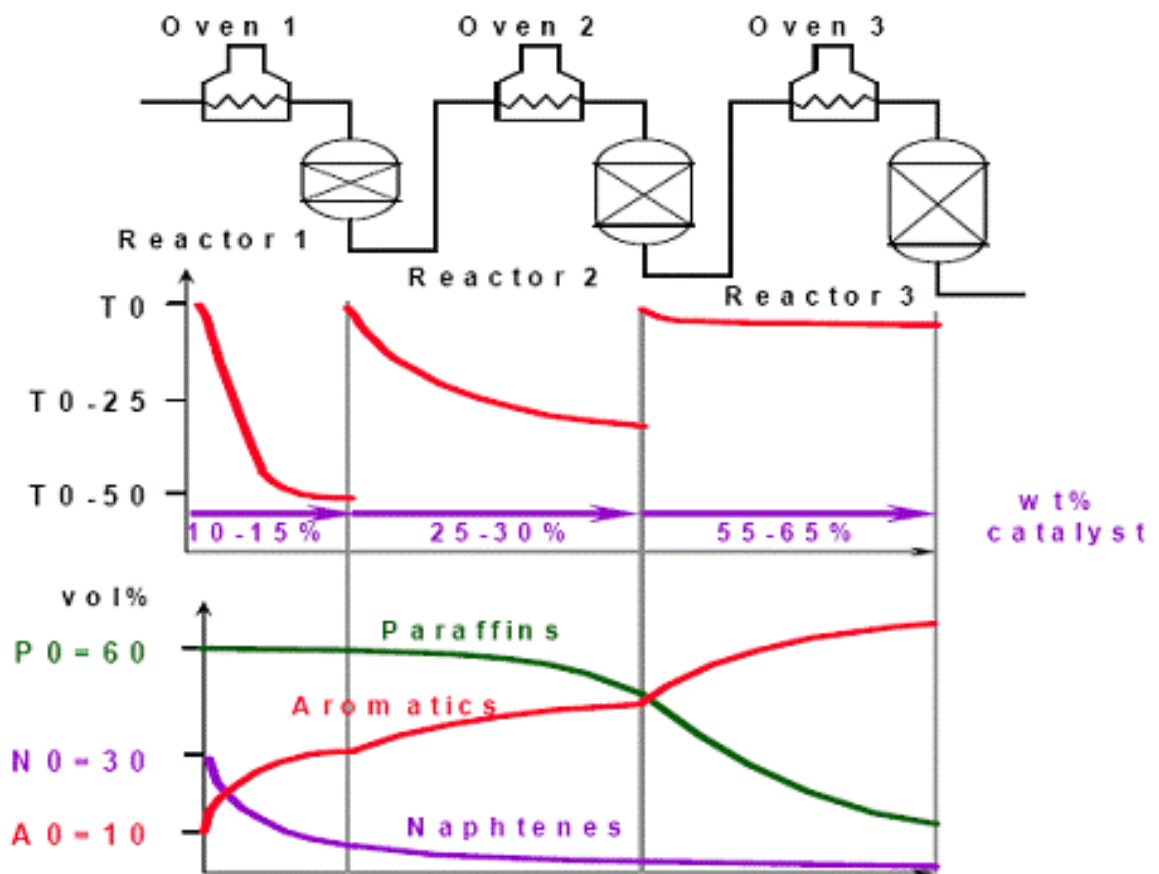 Oven 1
Oven 2
Oven 3
Reactor 1
Reactor 2
Reactor 3
T0
T0-25
T0-50
10-15%
25-30%
55-65%
wt%
catalyst
vol%
P0=60
Paraffins
Aromatics
N0=30
A0=10
Naphtenes